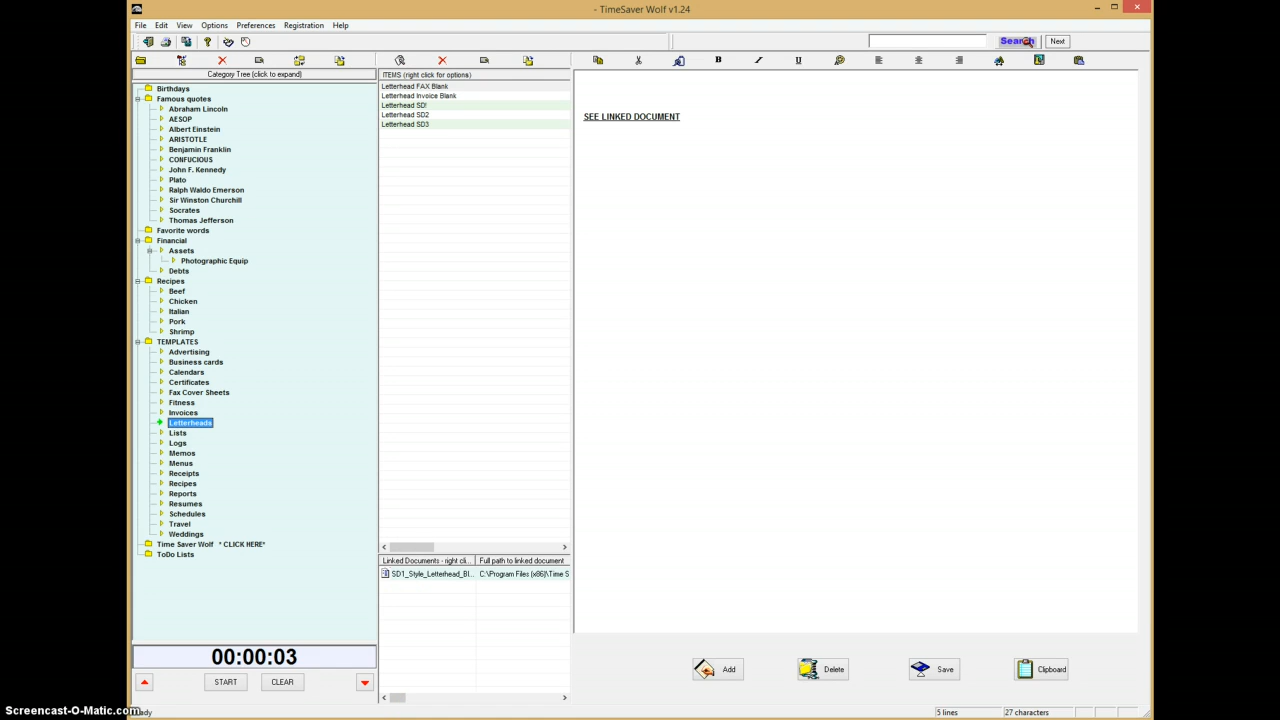 - TimeSaver Wolf v1.24
File Edit View Options Preferences Registration Help
Search Next
Category Tree (click to expand)
Birthdays
Famous quotes
Abraham Lincoln
AESOP
Albert Einstein
ARISTOTLE
Benjamin Franklin
CONFUCIOUS
John F. Kennedy
Plato
Ralph Waldo Emerson
Sir Winston Churchill
Socrates
Thomas Jefferson
Favorite words
Financial
Assets
Photographic Equip
Debts
Recipes
Beef
Chicken
Italian
Pork
Shrimp
TEMPLATES
Advertising
Business cards
Calendars
Certificates
Fax Cover Sheets
Fitness
Invoices
Letterheads
Lists
Logs
Memos
Menus
Receipts
Recipes
Reports
Resumes
Schedules
Travel
Weddings
Time Saver Wolf * CLICK HERE*
ToDo Lists
00:00:03
START CLEAR
ITEMS (right click for options)
Letterhead FAX Blank
Letterhead Invoice Blank
Letterhead SD!
Letterhead SD2
Letterhead SD3
Linked Documents - right cli... Full path to linked document
SD1_Style_Letterhead_Bl... C:\Program Files (x86)\Time S
B I U
SEE LINKED DOCUMENT
Add Delete Save Clipboard
5 lines 27 characters
Screencast-O-Matic.com